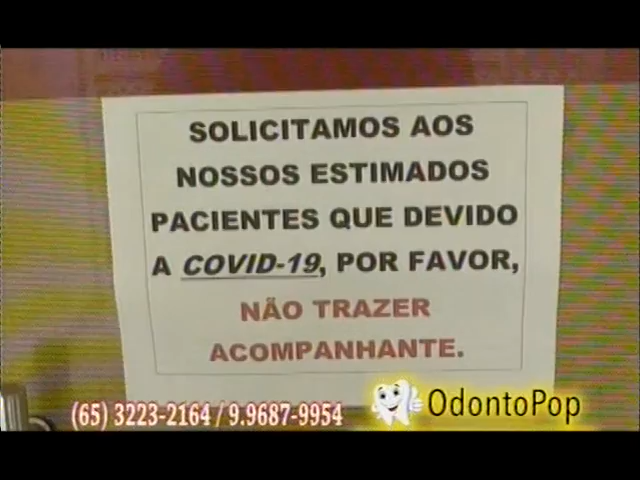 SOLICITAMOS AOS
NOSSOS ESTIMADOS
PACIENTES QUE DEVIDO
A COVID-19, POR FAVOR,
NÃO TRAZER
ACOMPANHANTE.
(65) 3223-2164 / 9.9687-9954
OdontoPop